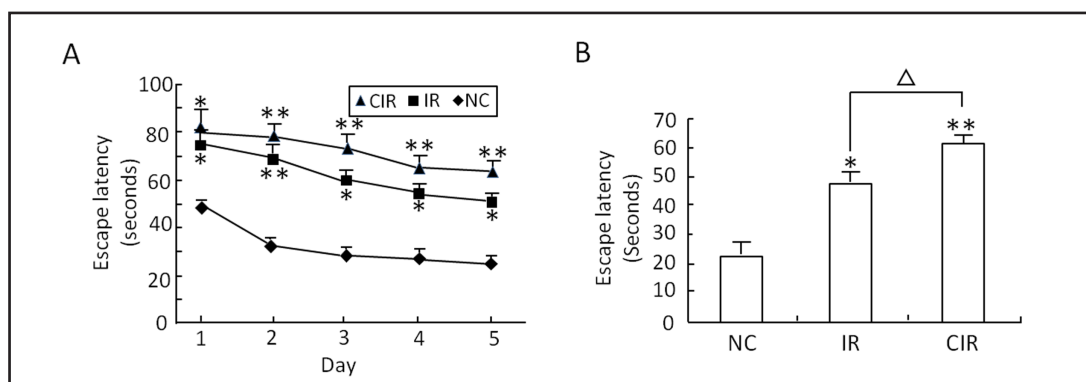 A
Escape latency
(seconds)
100
80
60
40
20
0
CIR IR NC
* ** ** ** **
* ** * * *
1 2 3 4 5
Day
B
Escape latency
(Seconds)
70
60
50
40
30
20
10
0
△
* **
NC IR CIR